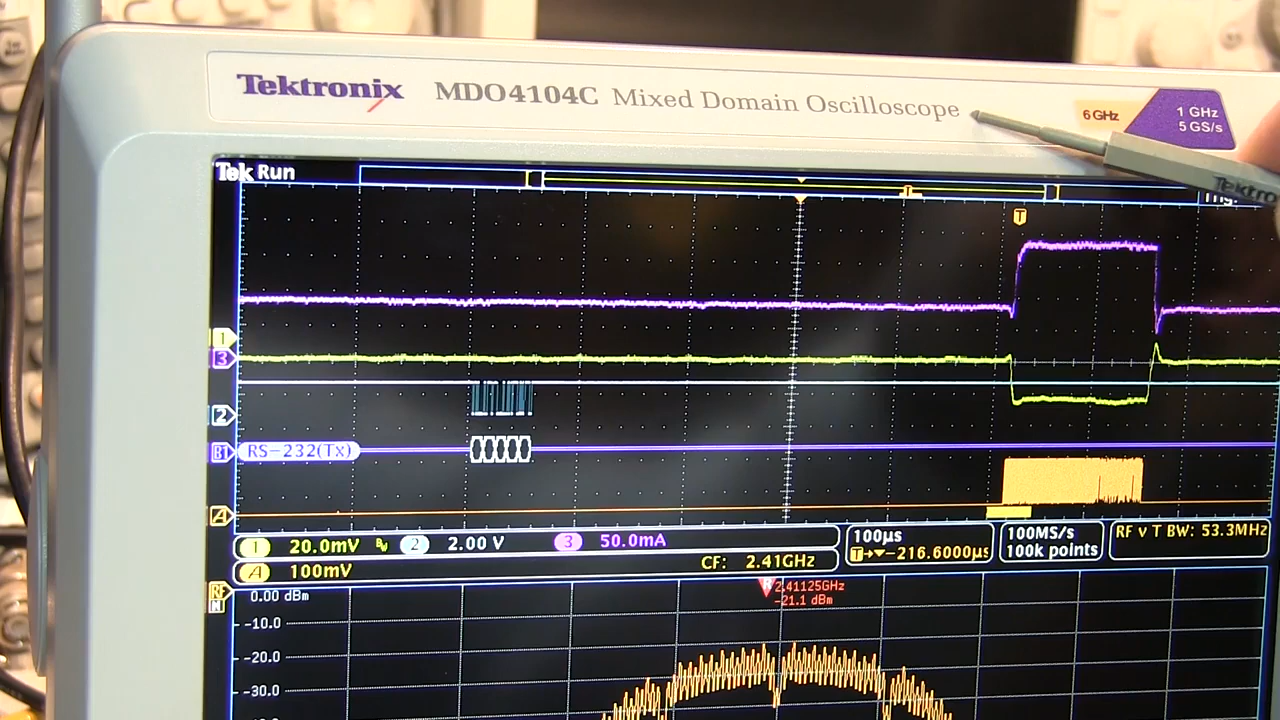 Tektronix MDO4104C Mixed Domain Oscilloscope 6 GHz 1 GHz
5 GS/s
Tektro
Tek Run
T
T
1
3
2
B1 RS-232(Tx)
A
1 20.0mV BW 2 2.00 V 3 50.0mA
A 100mV CF: 2.41GHz
100µs
T→▼-216.6000µs
100MS/s
100k points
RF v T BW: 53.3MHz
RF
N
R 2.41125GHz
-21.1 dBm
0.00 dBm
-10.0
-20.0
-30.0